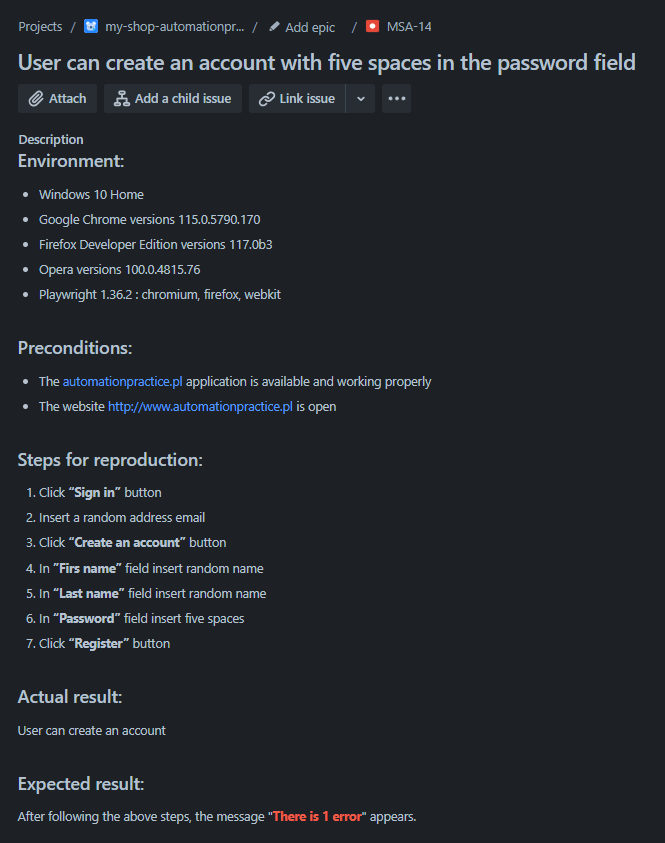 Projects / my-shop-automationpr... / Add epic / MSA-14
User can create an account with five spaces in the password field
Attach Add a child issue Link issue
Description
Environment:
• Windows 10 Home
• Google Chrome versions 115.0.5790.170
• Firefox Developer Edition versions 117.0b3
• Opera versions 100.0.4815.76
• Playwright 1.36.2 : chromium, firefox, webkit
Preconditions:
• The automationpractice.pl application is available and working properly
• The website http://www.automationpractice.pl is open
Steps for reproduction:
1. Click “Sign in” button
2. Insert a random address email
3. Click “Create an account” button
4. In “Firs name” field insert random name
5. In “Last name” field insert random name
6. In “Password” field insert five spaces
7. Click “Register” button
Actual result:
User can create an account
Expected result:
After following the above steps, the message "There is 1 error" appears.